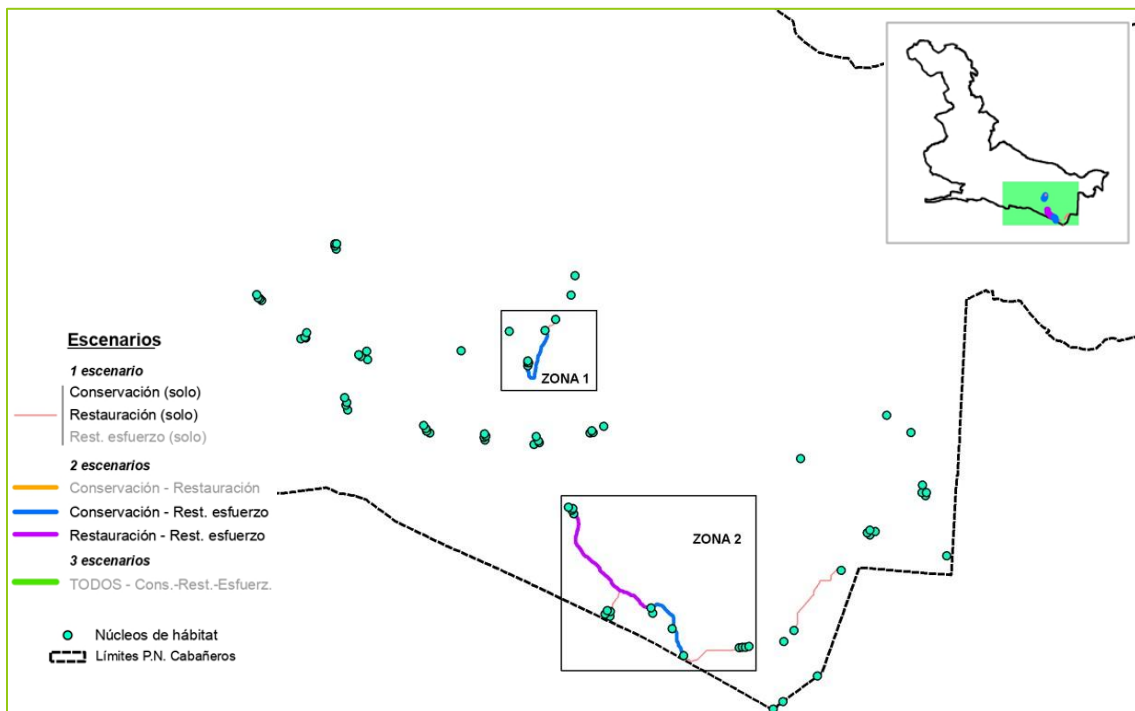 ZONA 1
Escenarios
1 escenario
Conservación (solo)
Restauración (solo)
Rest. esfuerzo (solo)
2 escenarios
Conservación - Restauración
Conservación - Rest. esfuerzo
Restauración - Rest. esfuerzo
3 escenarios
TODOS - Cons.-Rest.-Esfuerz.
Núcleos de hábitat
Límites P.N. Cabañeros
ZONA 2